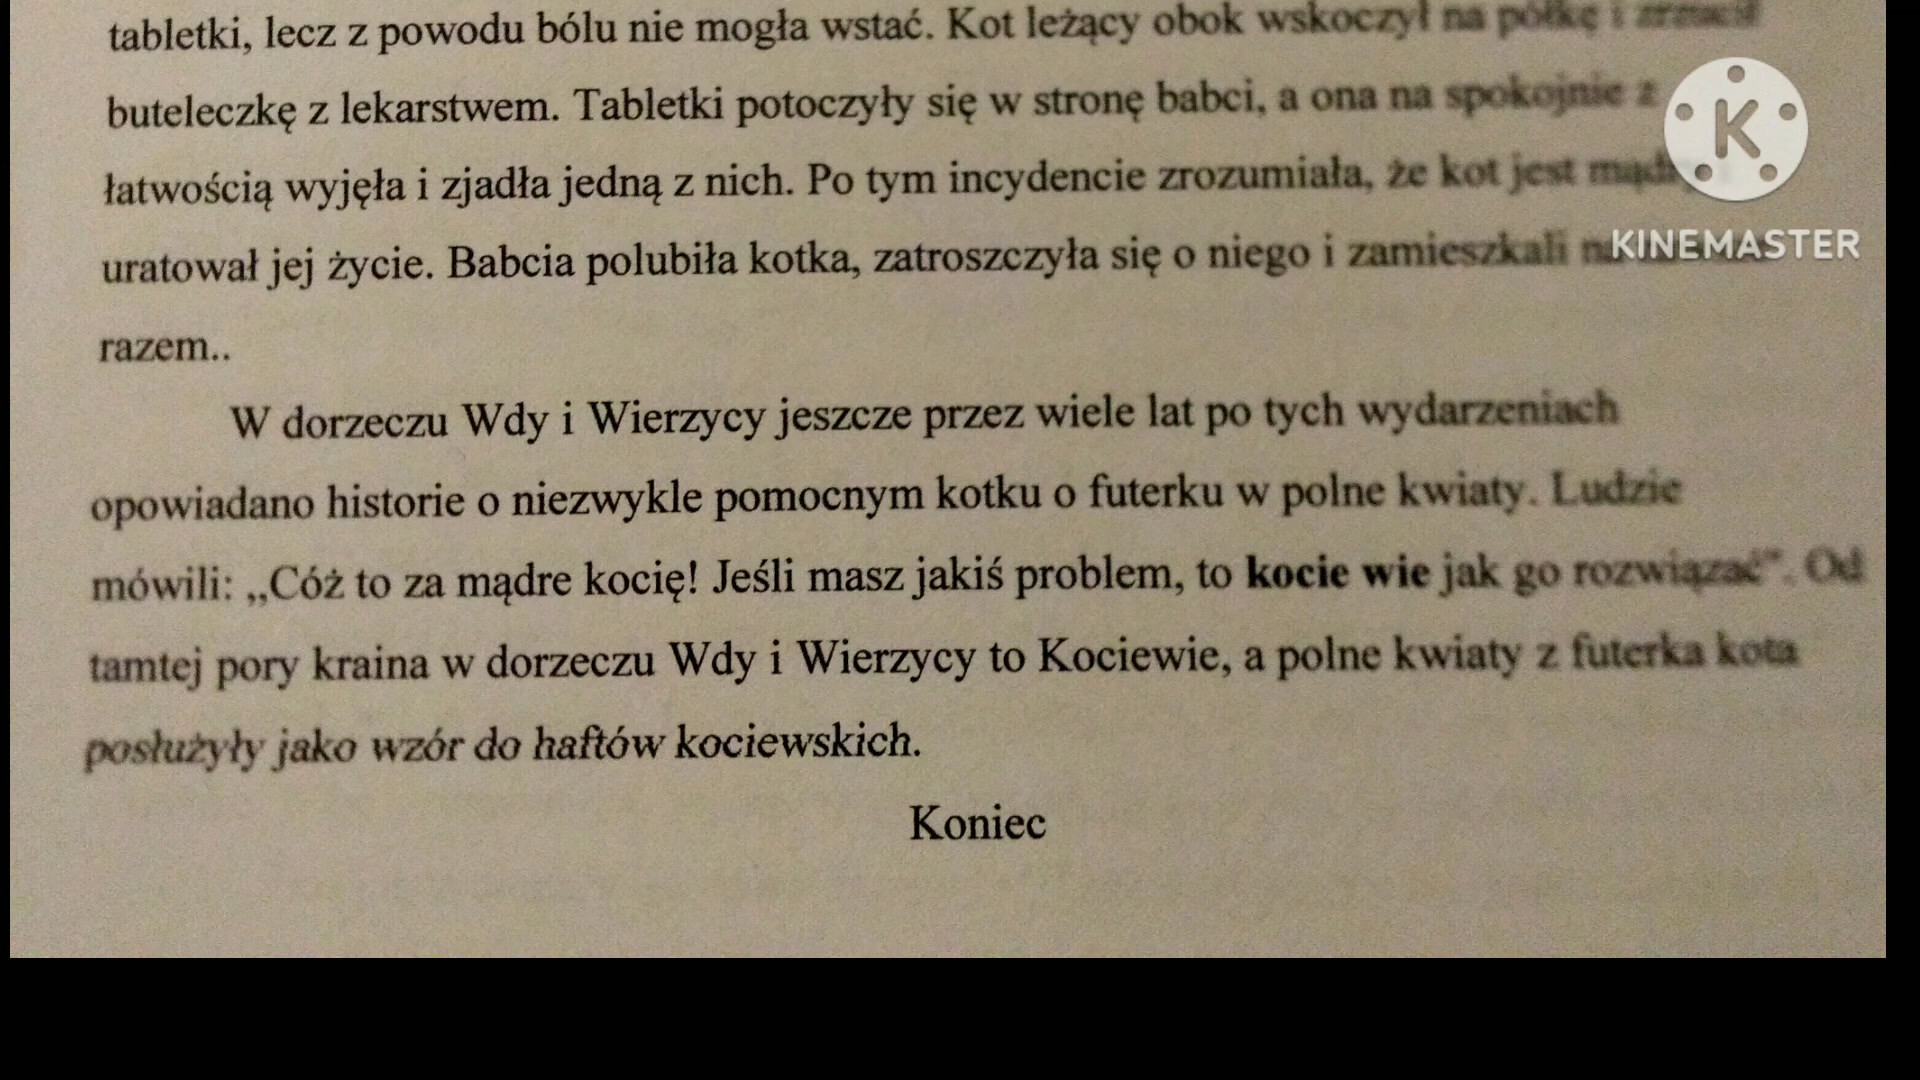 tabletki, lecz z powodu bólu nie mogła wstać. Kot leżący obok wskoczył na półkę i zrzucił
buteleczkę z lekarstwem. Tabletki potoczyły się w stronę babci, a ona na spokojnie z
łatwością wyjęła i zjadła jedną z nich. Po tym incydencie zrozumiała, że kot jest
uratował jej życie. Babcia polubiła kotka, zatroszczyła się o niego i zamieszkali
razem..
W dorzeczu Wdy i Wierzycy jeszcze przez wiele lat po tych wydarzeniach
opowiadano historie o niezwykle pomocnym kotku o futerku w polne kwiaty. Ludzie
mówili: „Cóż to za mądre kocię! Jeśli masz jakiś problem, to kocie wie jak go rozwiązać”. Od
tamtej pory kraina w dorzeczu Wdy i Wierzycy to Kociewie, a polne kwiaty z futerka kota
posłużyły jako wzór do haftów kociewskich.
Koniec
K
KINEMASTER